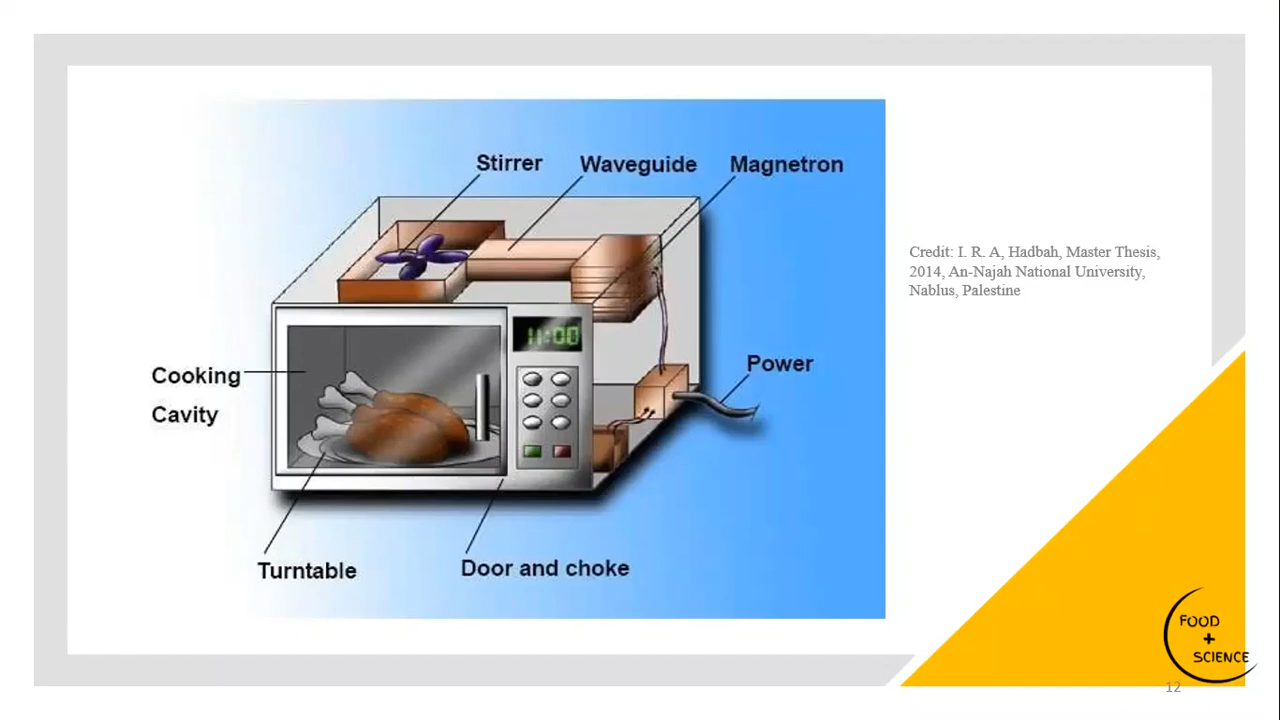 Stirrer
Waveguide
Magnetron
11:00
Cooking
Cavity
Power
Turntable
Door and choke
Credit: I. R. A, Hadbah, Master Thesis,
2014, An-Najah National University,
Nablus, Palestine
FOOD
+
SCIENCE
12